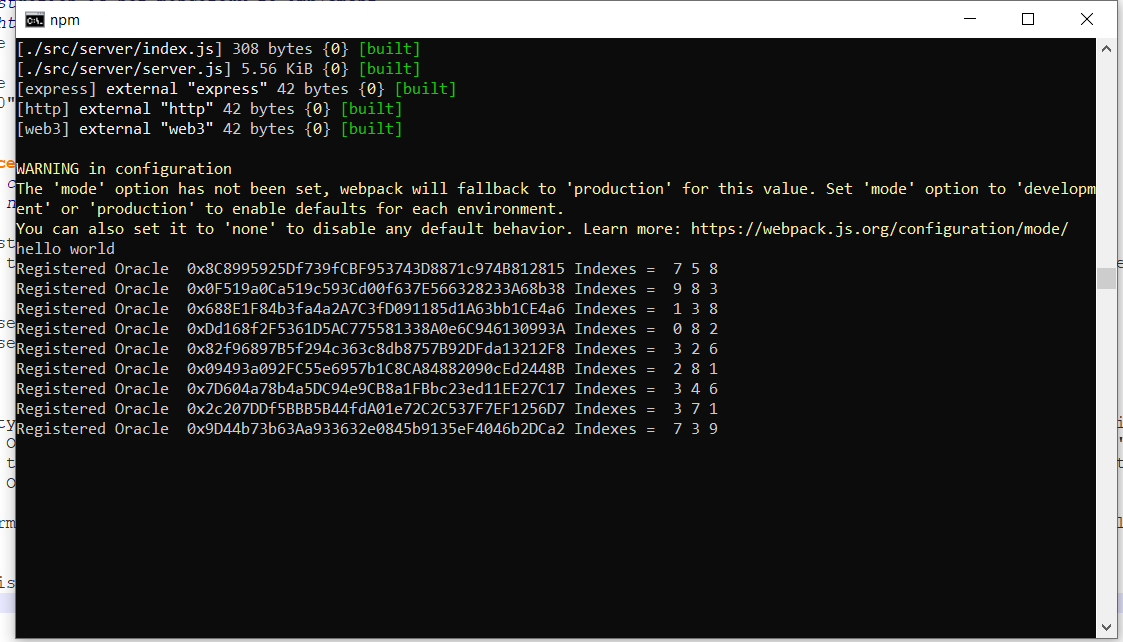 npm
[./src/server/index.js] 308 bytes {0} [built]
[./src/server/server.js] 5.56 KiB {0} [built]
[express] external "express" 42 bytes {0} [built]
[http] external "http" 42 bytes {0} [built]
[web3] external "web3" 42 bytes {0} [built]
WARNING in configuration
The 'mode' option has not been set, webpack will fallback to 'production' for this value. Set 'mode' option to 'developm
ent' or 'production' to enable defaults for each environment.
You can also set it to 'none' to disable any default behavior. Learn more: https://webpack.js.org/configuration/mode/
hello world
Registered Oracle  0x8C8995925Df739fCBF953743D8871c974B812815 Indexes =  7 5 8
Registered Oracle  0x0F519a0Ca519c593Cd00f637E566328233A68b38 Indexes =  9 8 3
Registered Oracle  0x688E1F84b3fa4a2A7C3fD091185d1A63bb1CE4a6 Indexes =  1 3 8
Registered Oracle  0xDd168f2F5361D5AC775581338A0e6C946130993A Indexes =  0 8 2
Registered Oracle  0x82f96897B5f294c363c8db8757B92DFda13212F8 Indexes =  3 2 6
Registered Oracle  0x09493a092FC55e6957b1C8CA84882090cEd2448B Indexes =  2 8 1
Registered Oracle  0x7D604a78b4a5DC94e9CB8a1FBbc23ed11EE27C17 Indexes =  3 4 6
Registered Oracle  0x2c207DDf5BBB5B44fdA01e72C2C537F7EF1256D7 Indexes =  3 7 1
Registered Oracle  0x9D44b73b63Aa933632e0845b9135eF4046b2DCa2 Indexes =  7 3 9